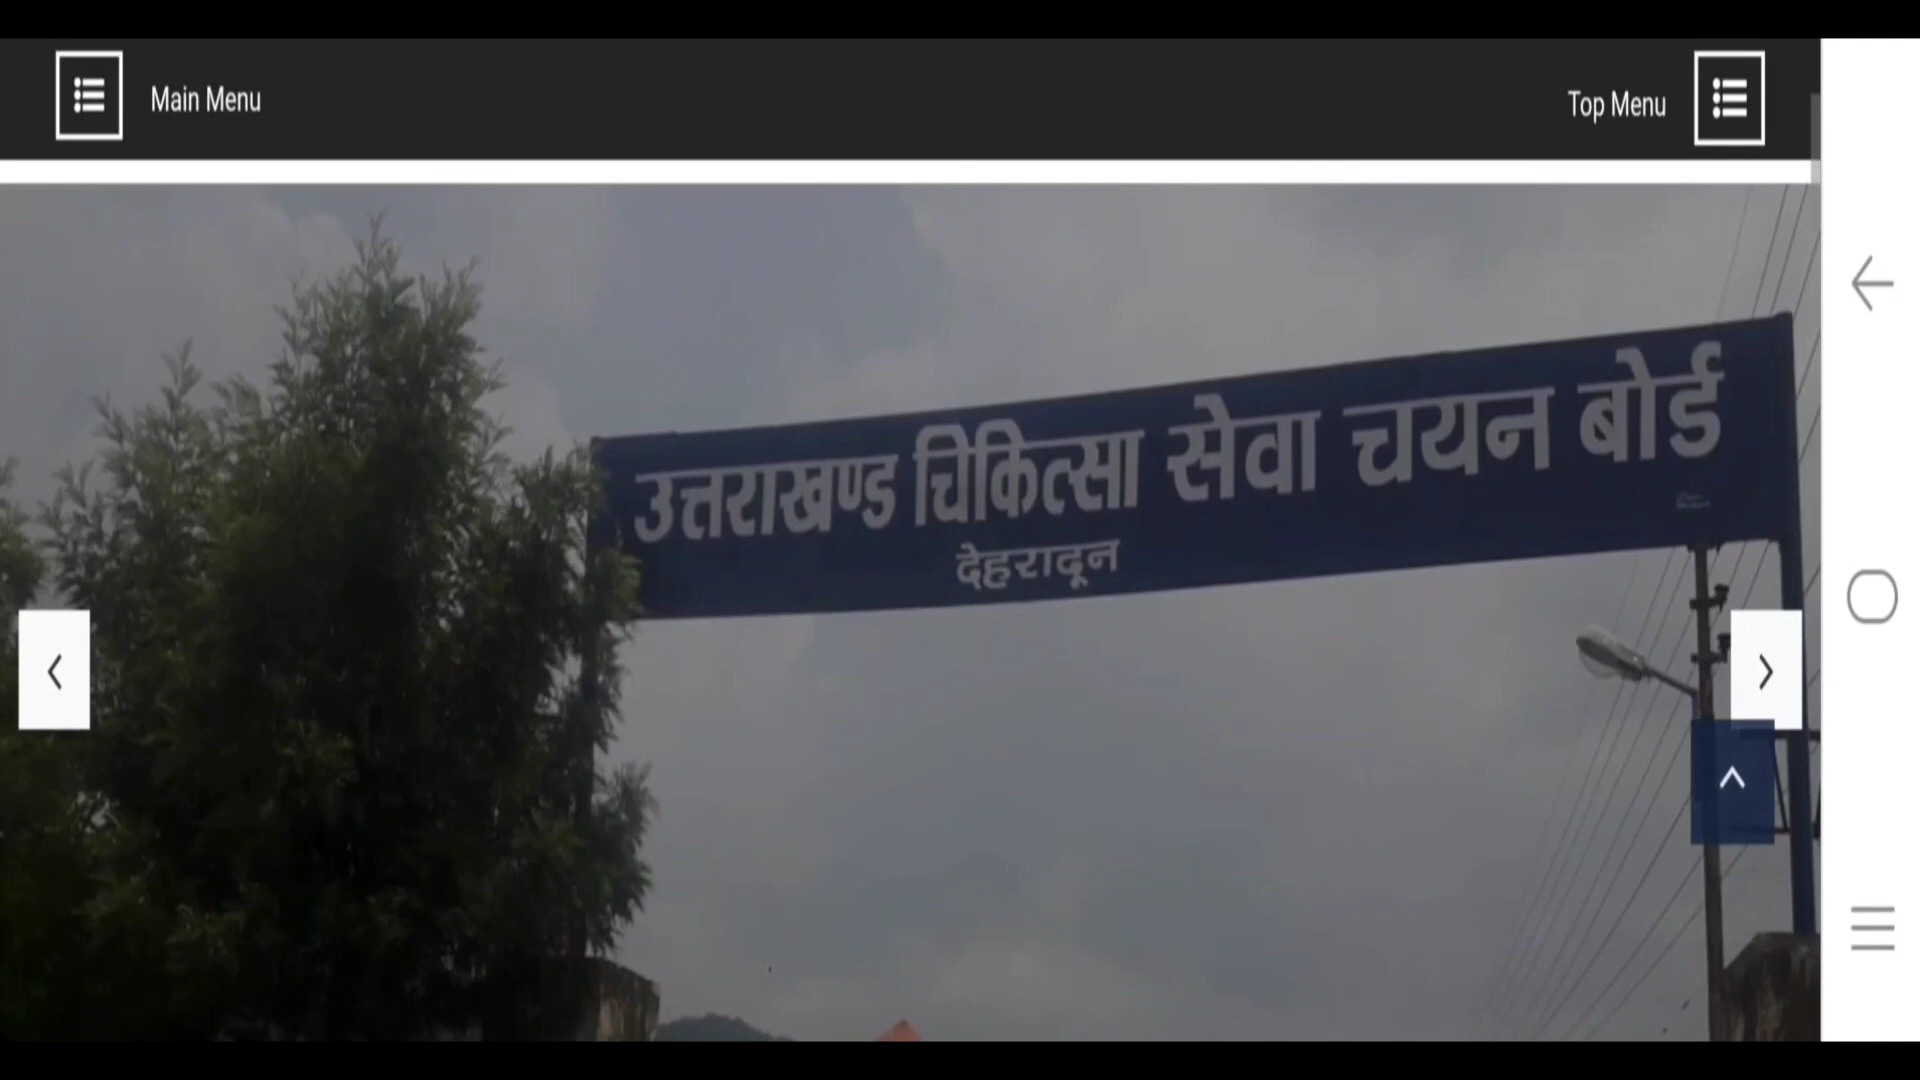 Main Menu
Top Menu
उत्तराखण्ड चिकित्सा सेवा चयन बोर्ड
देहरादून